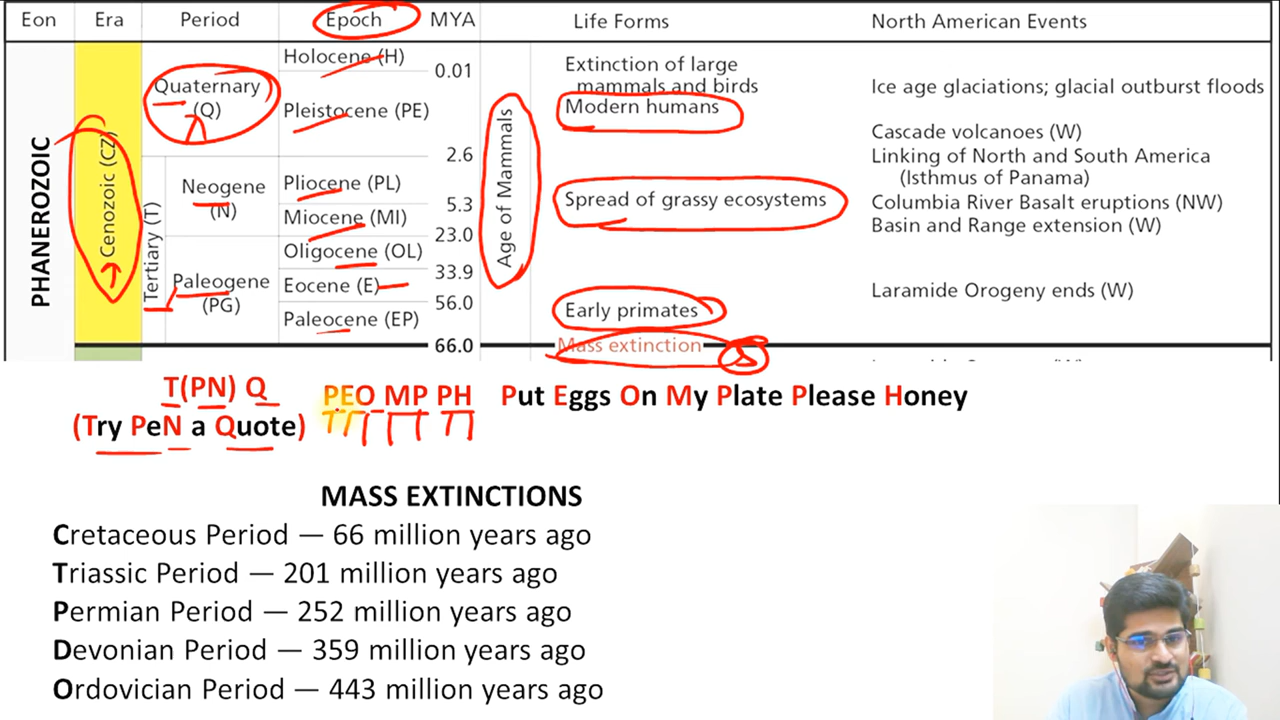 Eon Era Period Epoch MYA Life Forms North American Events
PHANEROZOIC
Cenozoic (CZ)
Tertiary (T)
Quaternary
(Q)
Neogene
(N)
Paleogene
(PG)
Holocene (H)
Pleistocene (PE)
Pliocene (PL)
Miocene (MI)
Oligocene (OL)
Eocene (E)
Paleocene (EP)
0.01
2.6
5.3
23.0
33.9
56.0
66.0
Age of Mammals
Extinction of large
mammals and birds
Modern humans
Spread of grassy ecosystems
Early primates
Mass extinction
Ice age glaciations; glacial outburst floods
Cascade volcanoes (W)
Linking of North and South America
(Isthmus of Panama)
Columbia River Basalt eruptions (NW)
Basin and Range extension (W)
Laramide Orogeny ends (W)
T(PN) Q PEO MP PH Put Eggs On My Plate Please Honey
(Try PeN a Quote)
MASS EXTINCTIONS
Cretaceous Period — 66 million years ago
Triassic Period — 201 million years ago
Permian Period — 252 million years ago
Devonian Period — 359 million years ago
Ordovician Period — 443 million years ago